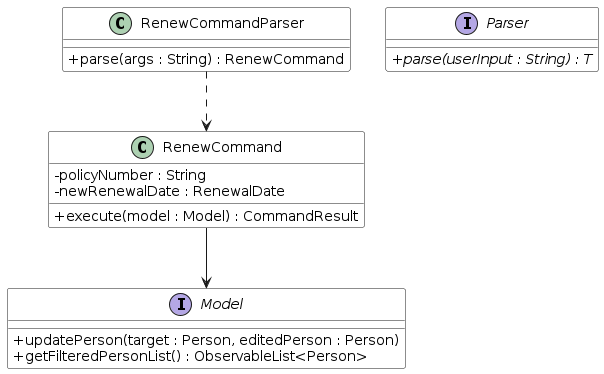 C RenewCommandParser
+parse(args : String) : RenewCommand
I Parser
+parse(userInput : String) : T
C RenewCommand
-policyNumber : String
-newRenewalDate : RenewalDate
+execute(model : Model) : CommandResult
I Model
+updatePerson(target : Person, editedPerson : Person)
+getFilteredPersonList() : ObservableList<Person>